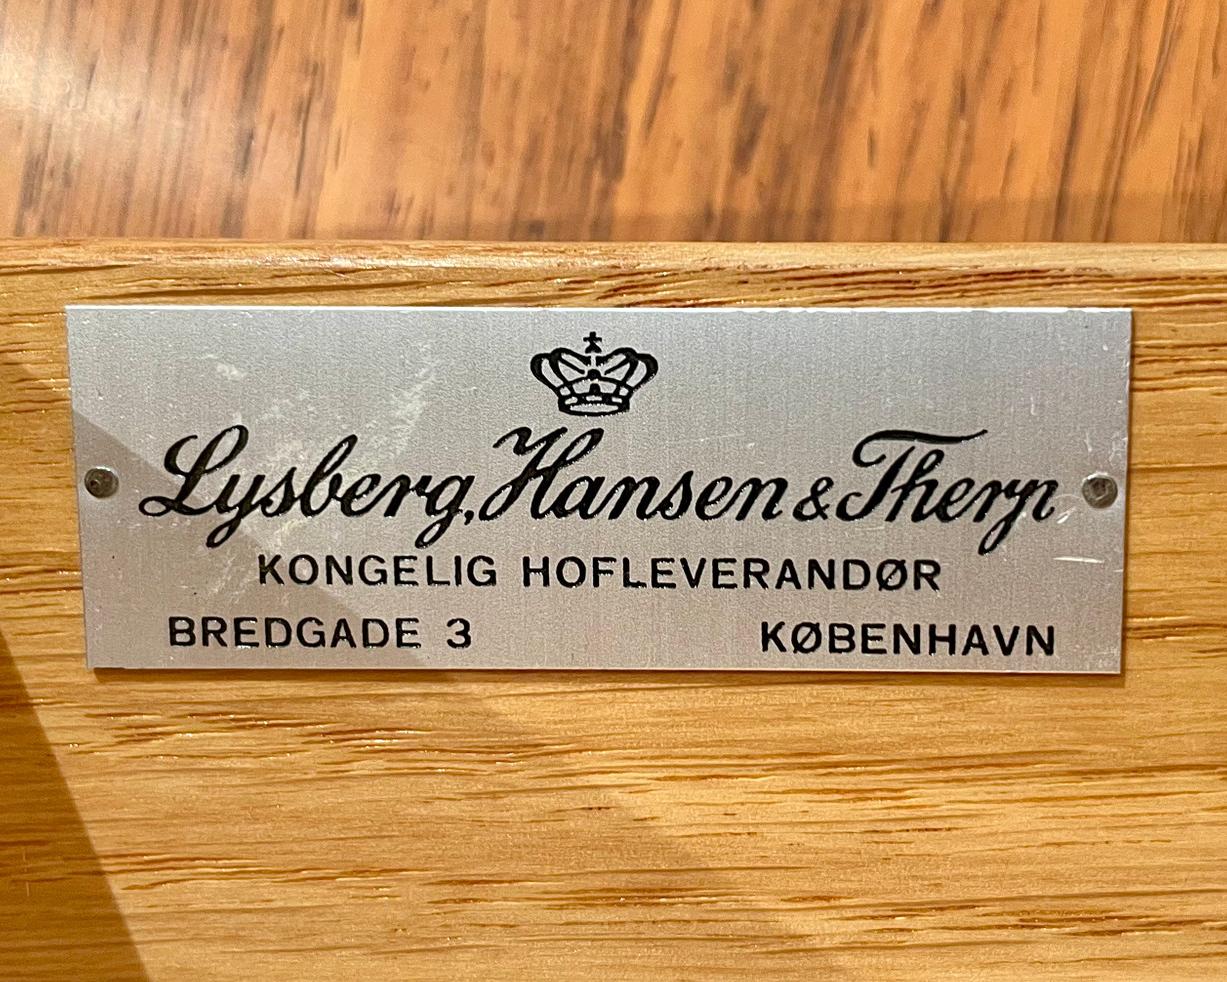 Lysberg, Hansen & Therp
KONGELIG HOFLEVERANDØR
BREDGADE 3 KØBENHAVN